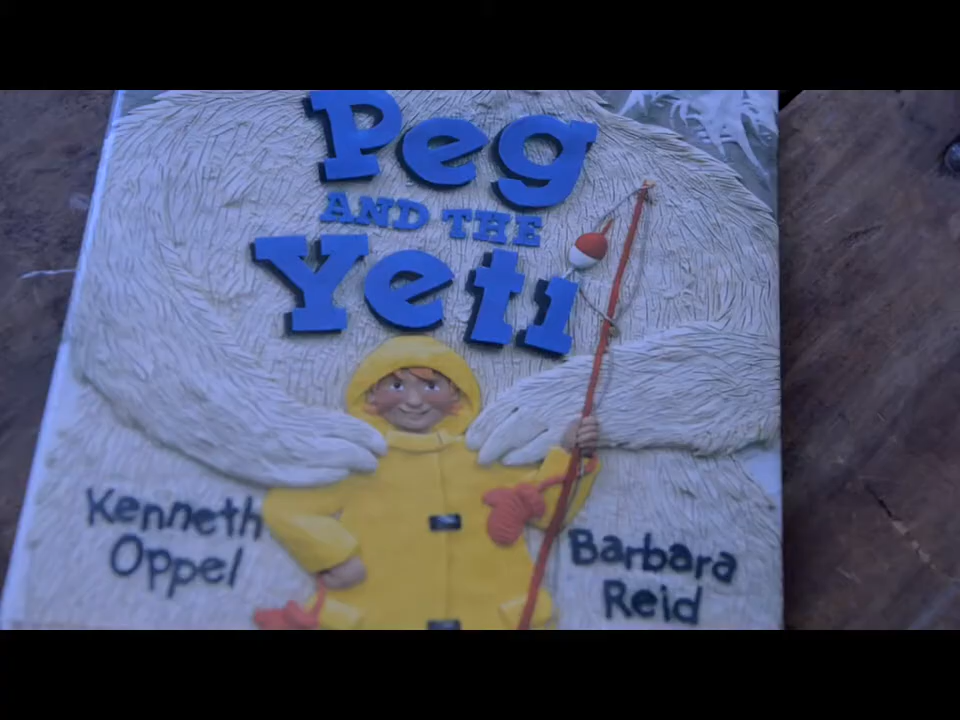 Peg
AND THE
Yeti
Kenneth
Oppel
Barbara
Reid